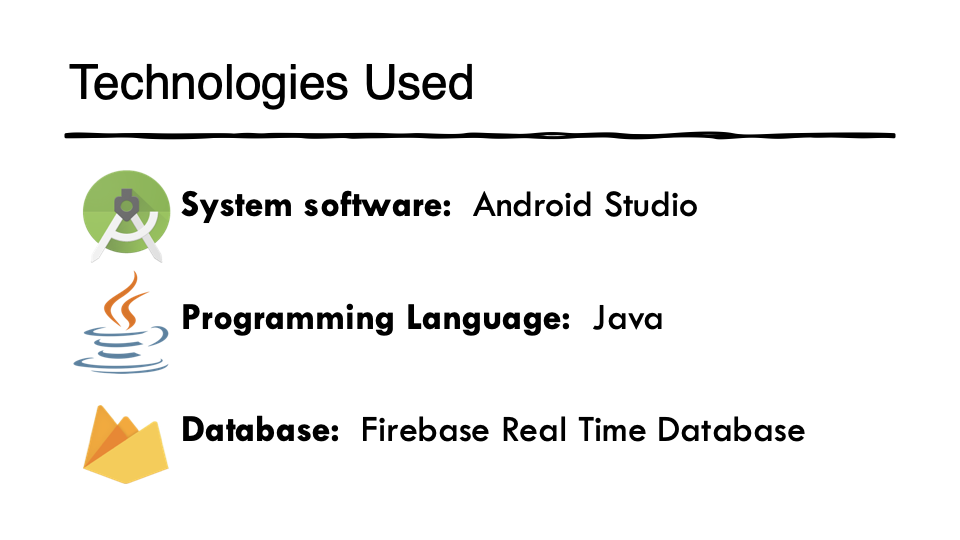 Technologies Used
System software: Android Studio
Programming Language: Java
Database: Firebase Real Time Database